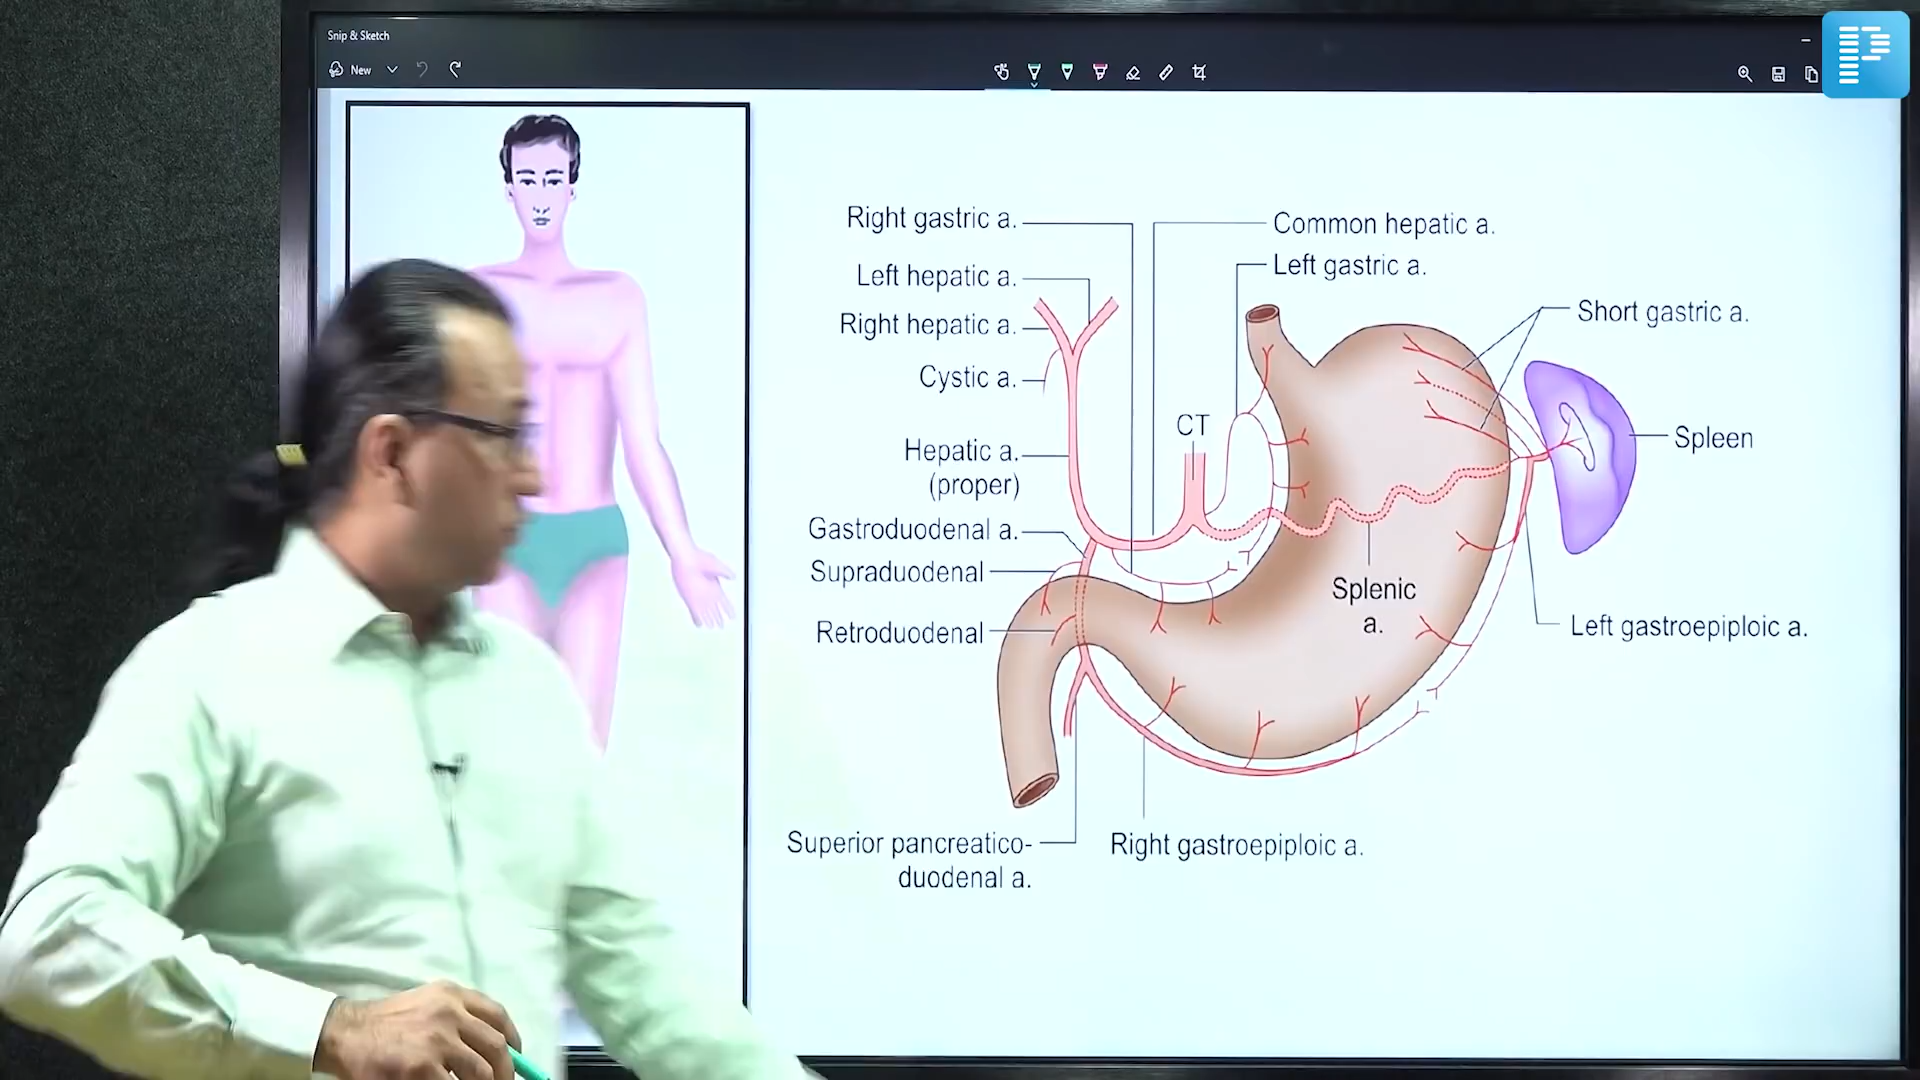 Snip & Sketch
New
Right gastric a.
Common hepatic a.
Left gastric a.
Left hepatic a.
Short gastric a.
Right hepatic a.
Cystic a.
CT
Spleen
Hepatic a.
(proper)
Gastroduodenal a.
Supraduodenal
Splenic
a.
Retroduodenal
Left gastroepiploic a.
Superior pancreatico-
duodenal a.
Right gastroepiploic a.